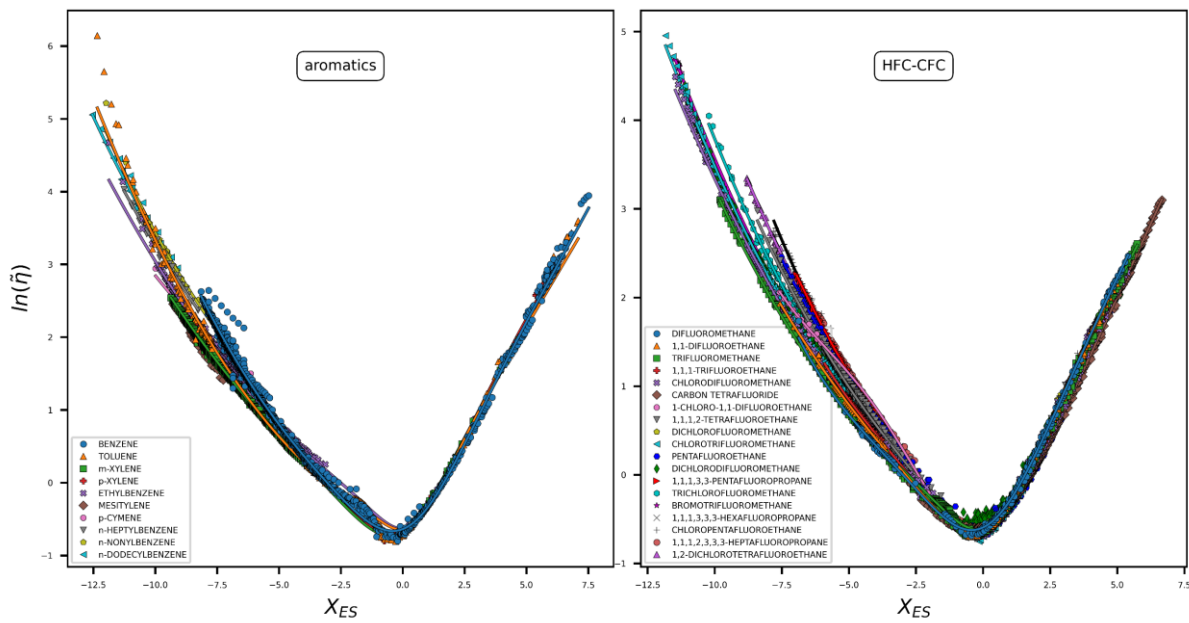 aromatics
ln(η̃)
6
5
4
3
2
1
0
−1
BENZENE
TOLUENE
m-XYLENE
p-XYLENE
ETHYLBENZENE
MESITYLENE
p-CYMENE
n-HEPTYLBENZENE
n-NONYLBENZENE
n-DODECYLBENZENE
−12.5 −10.0 −7.5 −5.0 −2.5 0.0 2.5 5.0 7.5
X_ES
HFC-CFC
5
4
3
2
1
0
−1
DIFLUOROMETHANE
1,1-DIFLUOROETHANE
TRIFLUOROMETHANE
1,1,1-TRIFLUOROETHANE
CHLORODIFLUOROMETHANE
CARBON TETRAFLUORIDE
1-CHLORO-1,1-DIFLUOROETHANE
1,1,1,2-TETRAFLUOROETHANE
DICHLOROFLUOROMETHANE
CHLOROTRIFLUOROMETHANE
PENTAFLUOROETHANE
DICHLORODIFLUOROMETHANE
1,1,1,3,3-PENTAFLUOROPROPANE
TRICHLOROFLUOROMETHANE
BROMOTRIFLUOROMETHANE
1,1,1,3,3,3-HEXAFLUOROPROPANE
CHLOROPENTAFLUOROETHANE
1,1,1,2,3,3,3-HEPTAFLUOROPROPANE
1,2-DICHLOROTETRAFLUOROETHANE
−12.5 −10.0 −7.5 −5.0 −2.5 0.0 2.5 5.0 7.5
X_ES